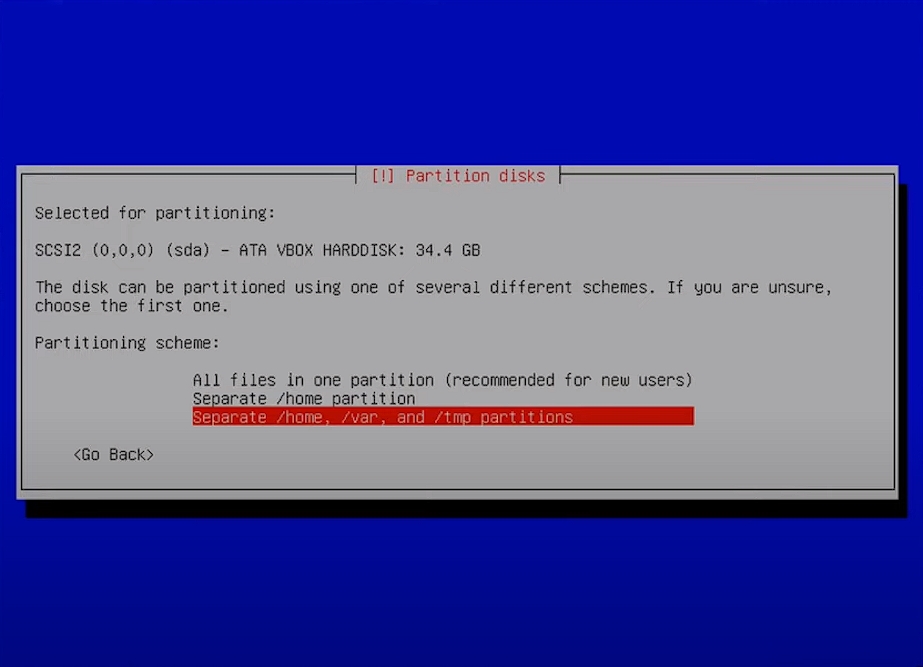 [!] Partition disks
Selected for partitioning:
SCSI2 (0,0,0) (sda) - ATA VBOX HARDDISK: 34.4 GB
The disk can be partitioned using one of several different schemes. If you are unsure,
choose the first one.
Partitioning scheme:
All files in one partition (recommended for new users)
Separate /home partition
Separate /home, /var, and /tmp partitions
<Go Back>